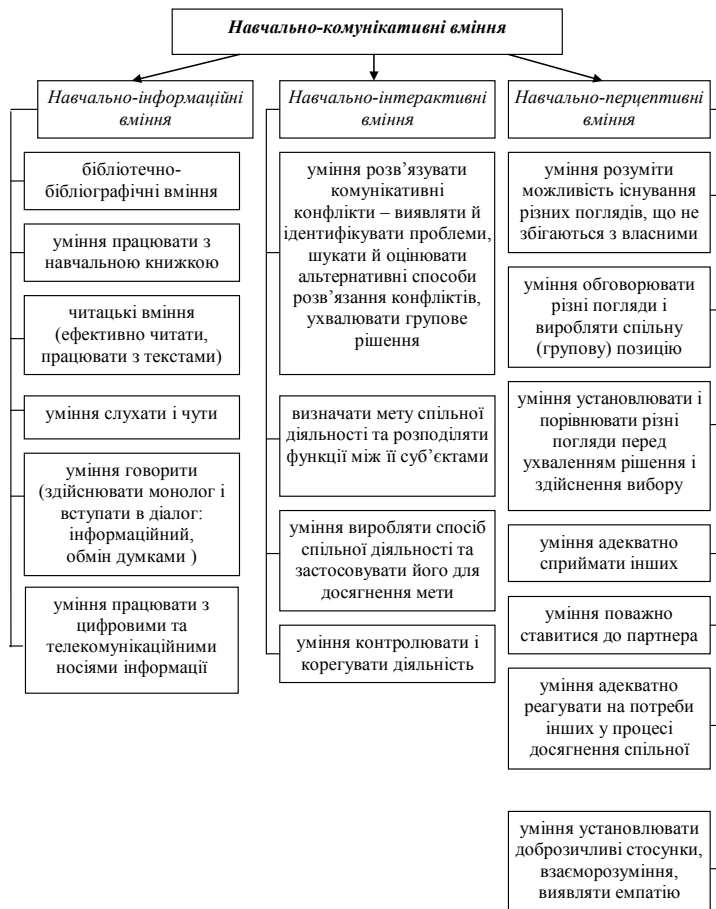 Навчально-комунікативні вміння
Навчально-інформаційні
вміння
бібліотечно-
бібліографічні вміння
уміння працювати з
навчальною книжкою
читацькі вміння
(ефективно читати,
працювати з текстами)
уміння слухати і чути
уміння говорити
(здійснювати монолог і
вступати в діалог:
інформаційний,
обмін думками )
уміння працювати з
цифровими та
телекомунікаційними
носіями інформації
Навчально-інтерактивні
вміння
уміння розв’язувати
комунікативні
конфлікти – виявляти й
ідентифікувати проблеми,
шукати й оцінювати
альтернативні способи
розв’язання конфліктів,
ухвалювати групове
рішення
визначати мету спільної
діяльності та розподіляти
функції між її суб’єктами
уміння виробляти спосіб
спільної діяльності та
застосовувати його для
досягнення мети
уміння контролювати і
корегувати діяльність
Навчально-перцептивні
вміння
уміння розуміти
можливість існування
різних поглядів, що не
збігаються з власними
уміння обговорювати
різні погляди і
виробляти спільну
(групову) позицію
уміння установлювати і
порівнювати різні
погляди перед
ухваленням рішення і
здійснення вибору
уміння адекватно
сприймати інших
уміння поважно
ставитися до партнера
уміння адекватно
реагувати на потреби
інших у процесі
досягнення спільної
уміння установлювати
доброзичливі стосунки,
взаєморозуміння,
виявляти емпатію